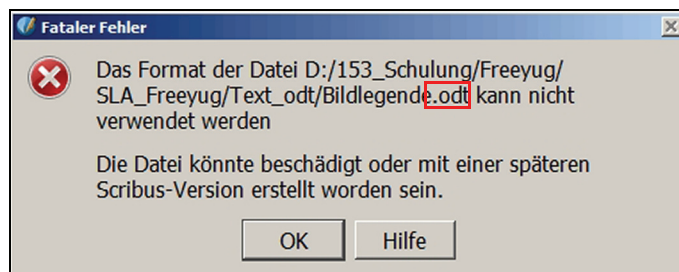 Fataler Fehler
Das Format der Datei D:/153_Schulung/Freeyug/
SLA_Freeyug/Text_odt/Bildlegende.odt kann nicht
verwendet werden
Die Datei könnte beschädigt oder mit einer späteren
Scribus-Version erstellt worden sein.
OK
Hilfe